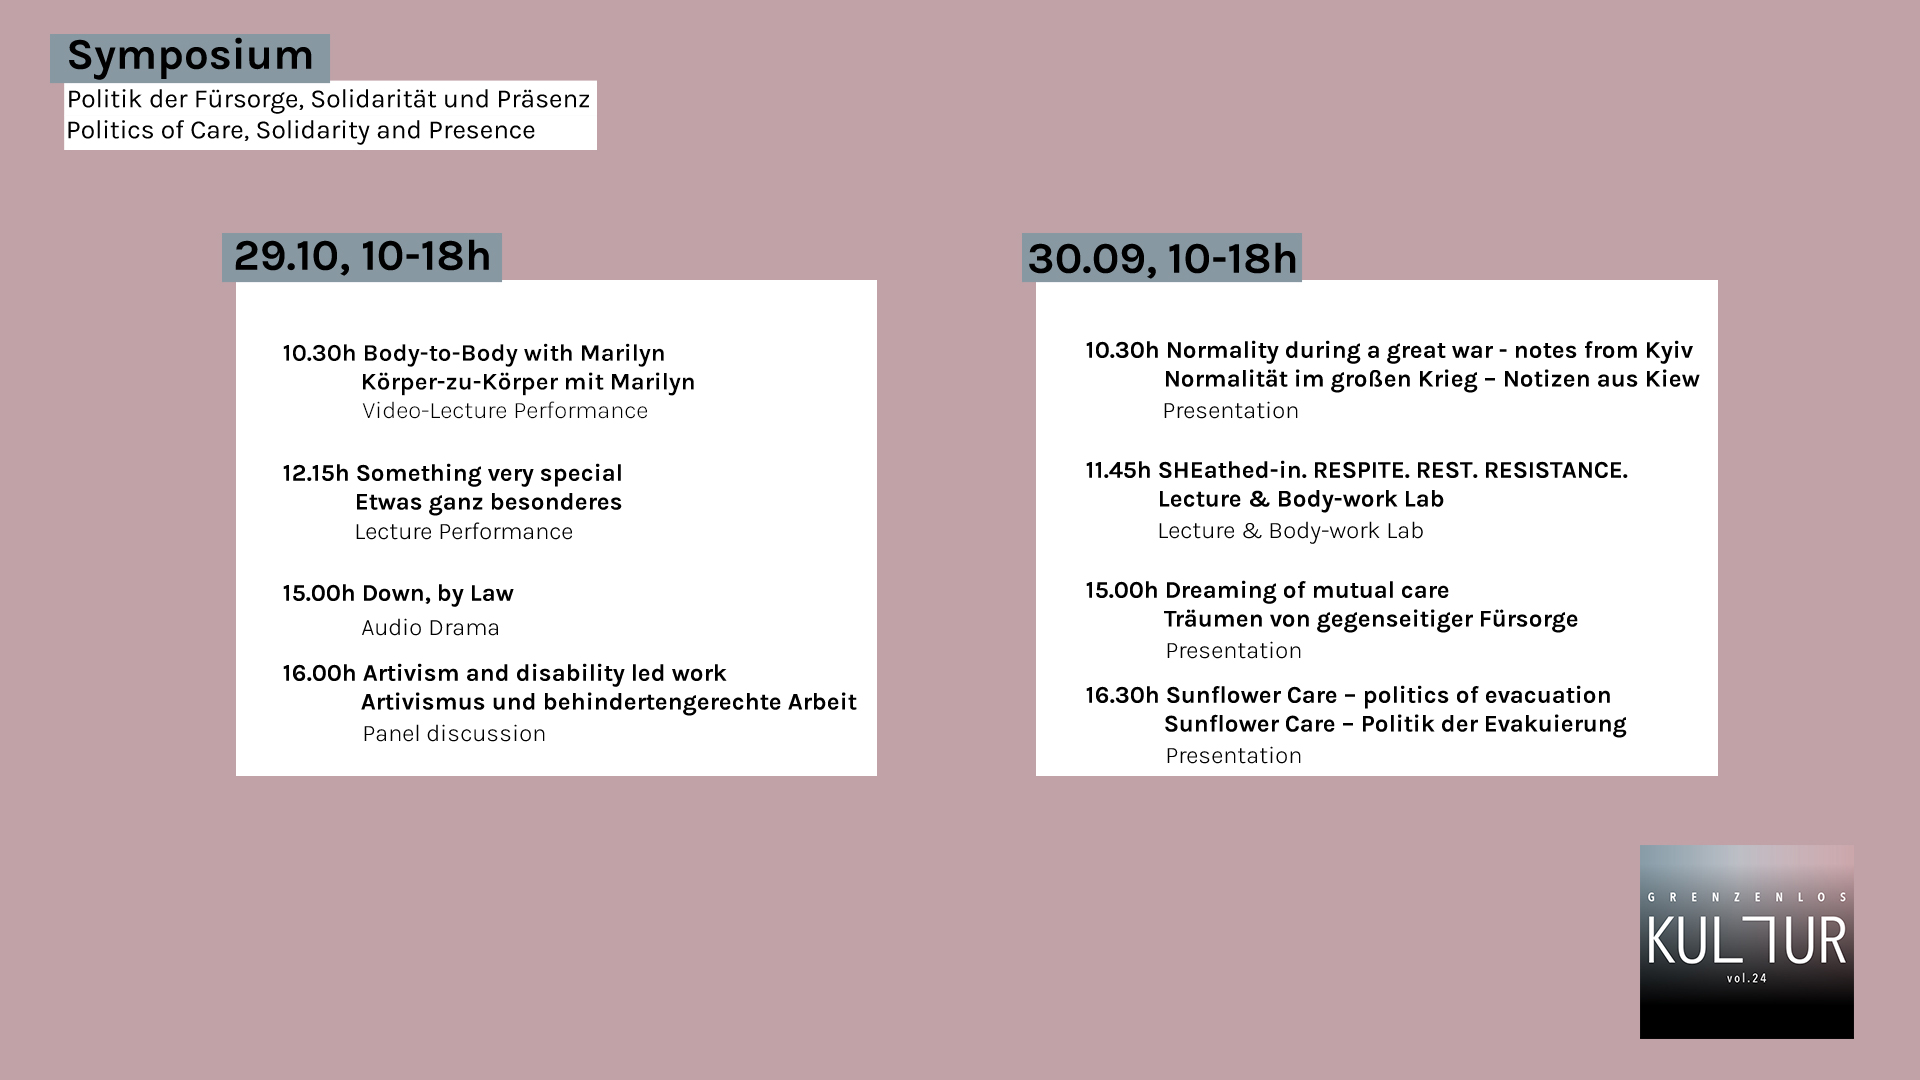 Symposium
Politik der Fürsorge, Solidarität und Präsenz
Politics of Care, Solidarity and Presence
29.10, 10-18h
10.30h Body-to-Body with Marilyn
Körper-zu-Körper mit Marilyn
Video-Lecture Performance
12.15h Something very special
Etwas ganz besonderes
Lecture Performance
15.00h Down, by Law
Audio Drama
16.00h Artivism and disability led work
Artivismus und behindertengerechte Arbeit
Panel discussion
30.09, 10-18h
10.30h Normality during a great war - notes from Kyiv
Normalität im großen Krieg – Notizen aus Kiew
Presentation
11.45h SHEathed-in. RESPITE. REST. RESISTANCE.
Lecture & Body-work Lab
Lecture & Body-work Lab
15.00h Dreaming of mutual care
Träumen von gegenseitiger Fürsorge
Presentation
16.30h Sunflower Care – politics of evacuation
Sunflower Care – Politik der Evakuierung
Presentation
GRENZENLOS
KULTUR
vol.24